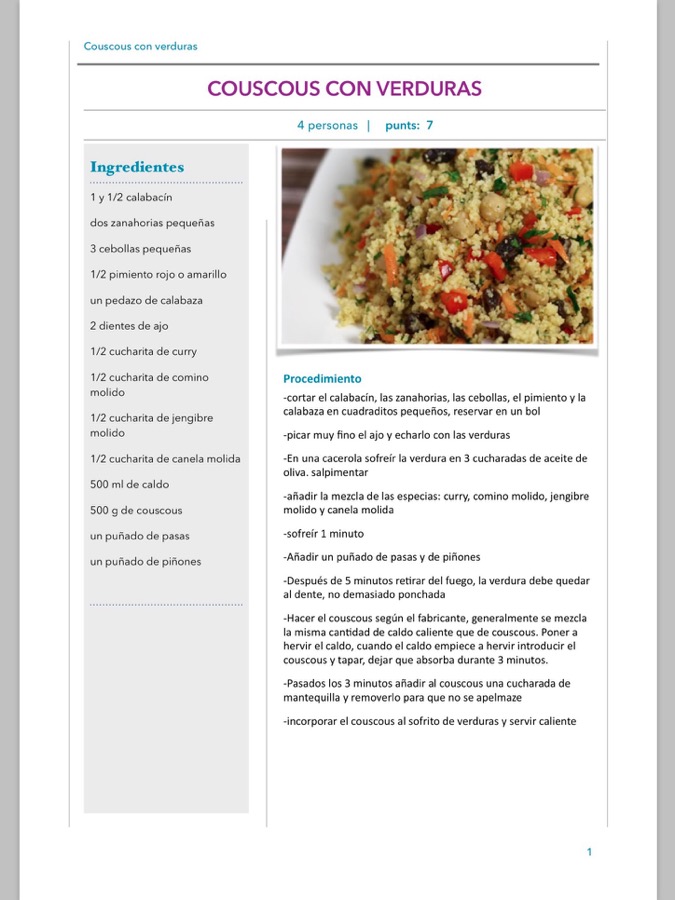 Couscous con verduras
COUSCOUS CON VERDURAS
4 personas | punts: 7
Ingredientes
1 y 1/2 calabacín
dos zanahorias pequeñas
3 cebollas pequeñas
1/2 pimiento rojo o amarillo
un pedazo de calabaza
2 dientes de ajo
1/2 cucharita de curry
1/2 cucharita de comino
molido
1/2 cucharita de jengibre
molido
1/2 cucharita de canela molida
500 ml de caldo
500 g de couscous
un puñado de pasas
un puñado de piñones
Procedimiento
-cortar el calabacín, las zanahorias, las cebollas, el pimiento y la
calabaza en cuadraditos pequeños, reservar en un bol
-picar muy fino el ajo y echarlo con las verduras
-En una cacerola sofreír la verdura en 3 cucharadas de aceite de
oliva. salpimentar
-añadir la mezcla de las especias: curry, comino molido, jengibre
molido y canela molida
-sofreír 1 minuto
-Añadir un puñado de pasas y de piñones
-Después de 5 minutos retirar del fuego, la verdura debe quedar
al dente, no demasiado ponchada
-Hacer el couscous según el fabricante, generalmente se mezcla
la misma cantidad de caldo caliente que de couscous. Poner a
hervir el caldo, cuando el caldo empiece a hervir introducir el
couscous y tapar, dejar que absorba durante 3 minutos.
-Pasados los 3 minutos añadir al couscous una cucharada de
mantequilla y removerlo para que no se apelmaze
-incorporar el couscous al sofrito de verduras y servir caliente
1